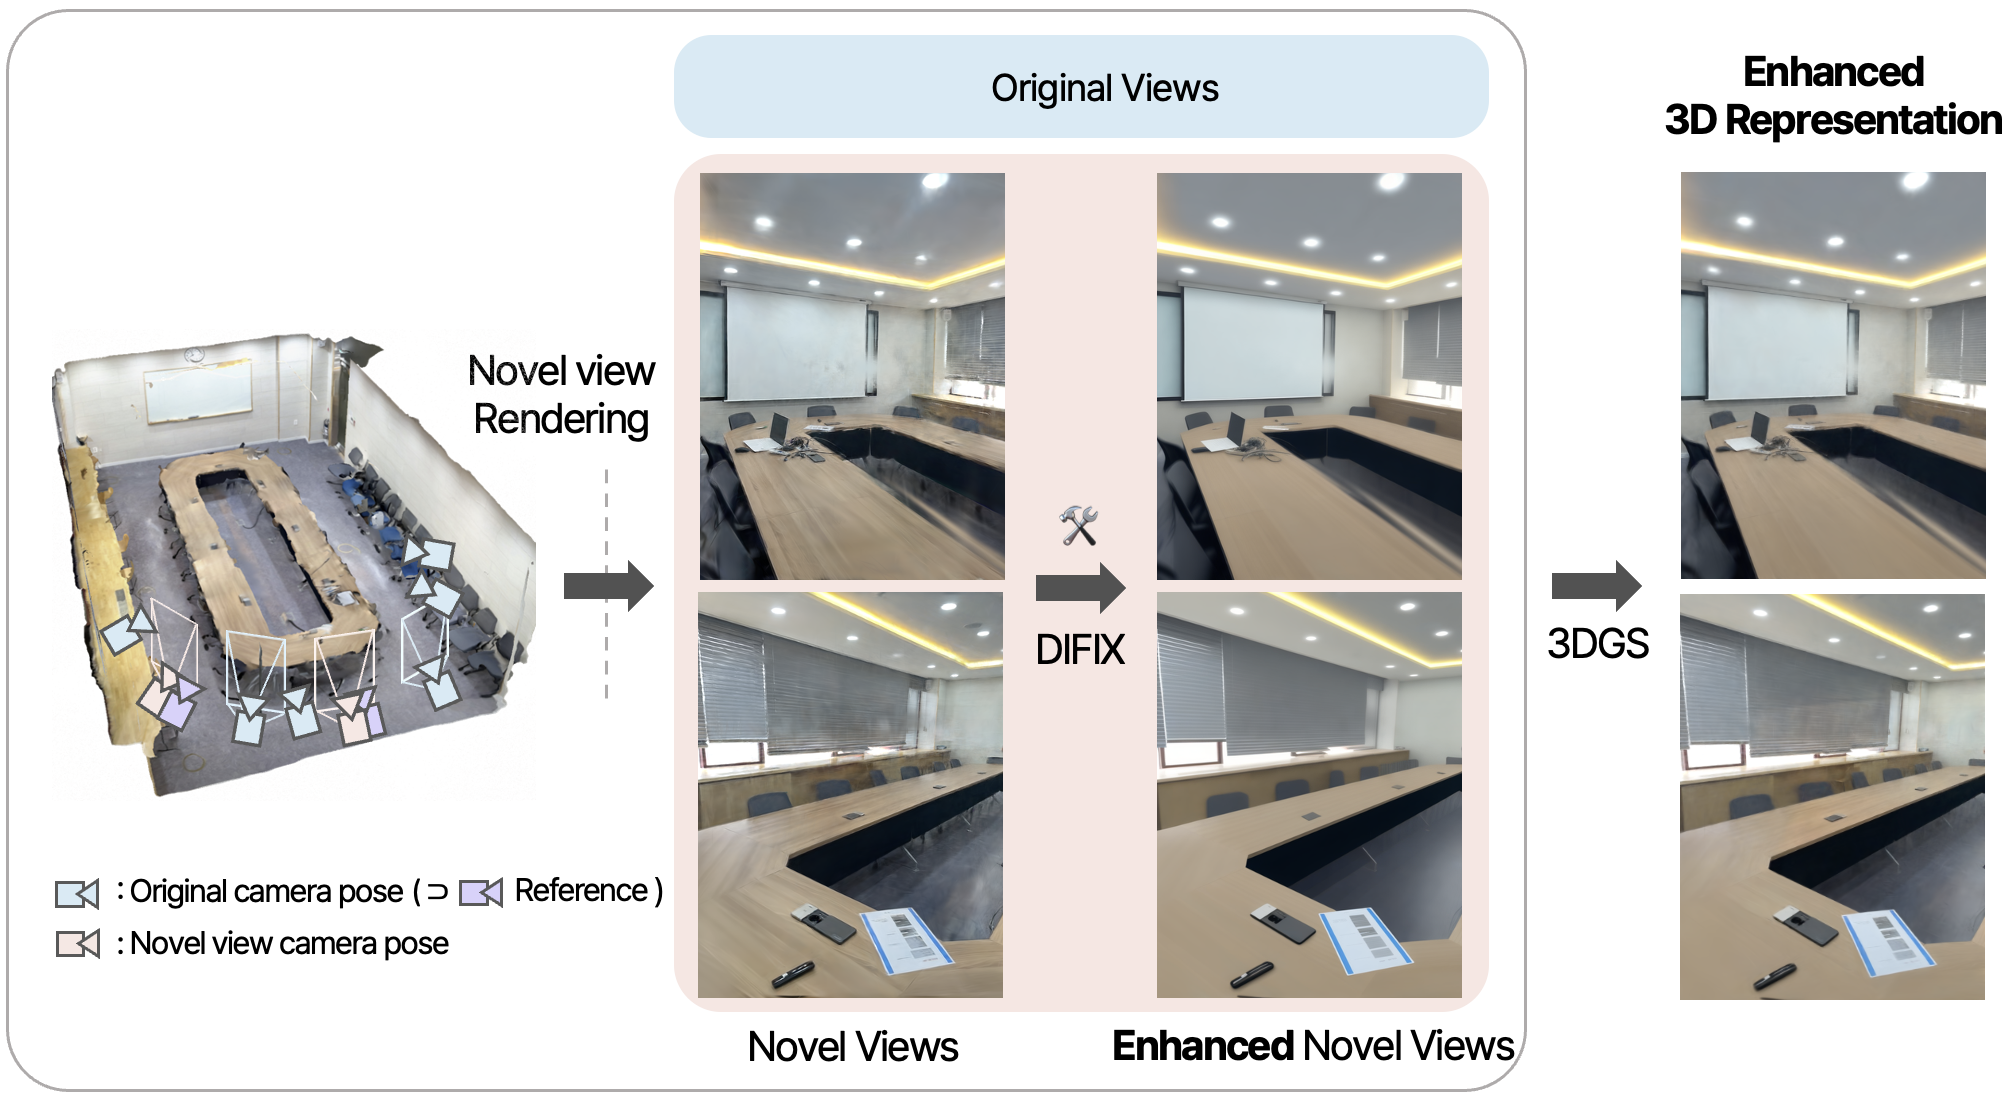 Original Views
Enhanced
3D Representation
Novel view
Rendering
DIFIX
3DGS
: Original camera pose ( ⊃ Reference )
: Novel view camera pose
Novel Views
Enhanced Novel Views